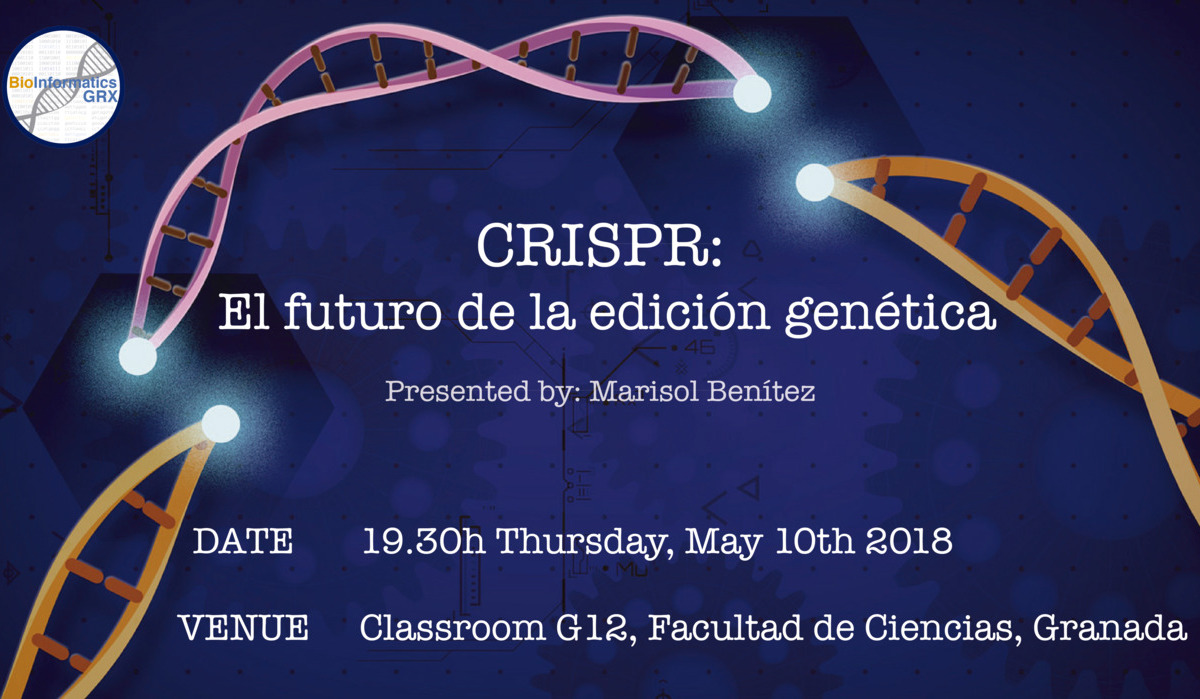 BioInformatics
GRX
CRISPR:
El futuro de la edición genética
46
Presented by: Marisol Benítez
DATE 19.30h Thursday, May 10th 2018
VENUE Classroom G12, Facultad de Ciencias, Granada